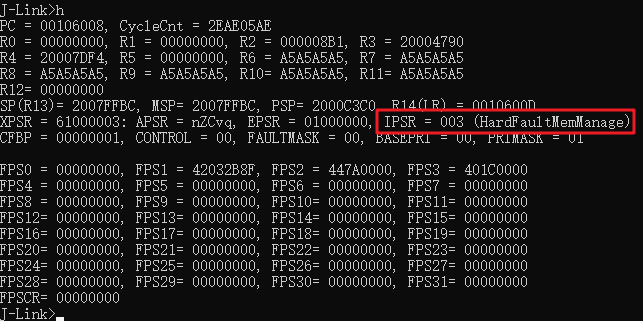 J-Link>h
PC = 00106008, CycleCnt = 2EAE05AE
R0 = 00000000, R1 = 00000000, R2 = 000008B1, R3 = 20004790
R4 = 20007DF4, R5 = 00000000, R6 = A5A5A5A5, R7 = A5A5A5A5
R8 = A5A5A5A5, R9 = A5A5A5A5, R10= A5A5A5A5, R11= A5A5A5A5
R12= 00000000
SP(R13)= 2007FFBC, MSP= 2007FFBC, PSP= 2000C3C0, R14(LR) = 0010600D
XPSR = 61000003: APSR = nZCvq, EPSR = 01000000, IPSR = 003 (HardFaultMemManage)
CFBP = 00000001, CONTROL = 00, FAULTMASK = 00, BASEPRI = 00, PRIMASK = 01
FPS0 = 00000000, FPS1 = 42032B8F, FPS2 = 447A0000, FPS3 = 401C0000
FPS4 = 00000000, FPS5 = 00000000, FPS6 = 00000000, FPS7 = 00000000
FPS8 = 00000000, FPS9 = 00000000, FPS10= 00000000, FPS11= 00000000
FPS12= 00000000, FPS13= 00000000, FPS14= 00000000, FPS15= 00000000
FPS16= 00000000, FPS17= 00000000, FPS18= 00000000, FPS19= 00000000
FPS20= 00000000, FPS21= 00000000, FPS22= 00000000, FPS23= 00000000
FPS24= 00000000, FPS25= 00000000, FPS26= 00000000, FPS27= 00000000
FPS28= 00000000, FPS29= 00000000, FPS30= 00000000, FPS31= 00000000
FPSCR= 00000000
J-Link>